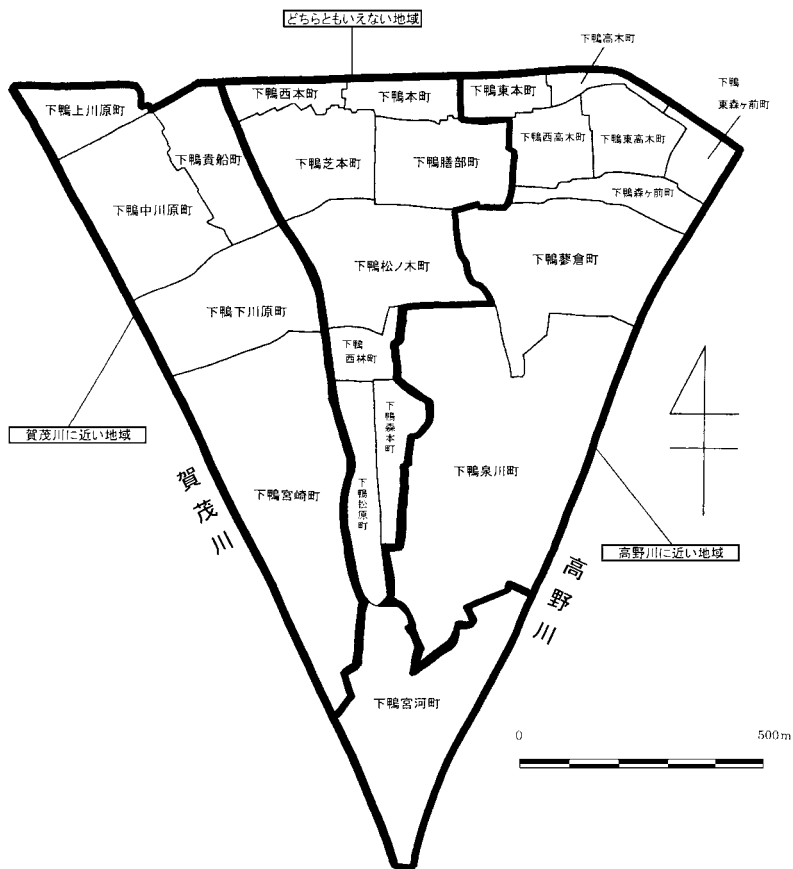 どちらともいえない地域
下鴨高木町
下鴨
東森ヶ前町
下鴨上川原町
下鴨西本町
下鴨本町
下鴨東本町
下鴨貴船町
下鴨芝本町
下鴨膳部町
下鴨西高木町
下鴨東高木町
下鴨森ヶ前町
下鴨中川原町
下鴨松ノ木町
下鴨蓼倉町
下鴨下川原町
下鴨
西林町
賀茂川に近い地域
下鴨森本町
下鴨泉川町
下鴨宮崎町
下鴨松原町
賀茂川
高野川に近い地域
高野川
下鴨宮河町
0
500m